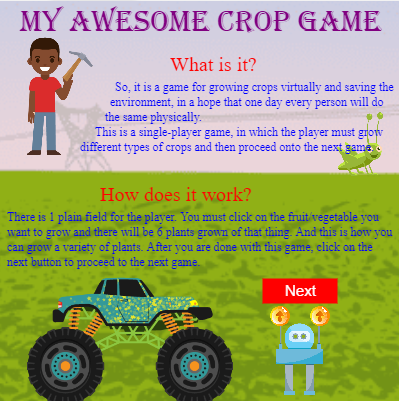 MY AWESOME CROP GAME
What is it?
So, it is a game for growing crops virtually and saving the
environment, in a hope that one day every person will do
the same physically.
This is a single-player game, in which the player must grow
different types of crops and then proceed onto the next game.
How does it work?
There is 1 plain field for the player. You must click on the fruit/vegetable you
want to grow and there will be 6 plants grown of that thing. And this is how you
can grow a variety of plants. After you are done with this game, click on the
next button to proceed to the next game.
Next